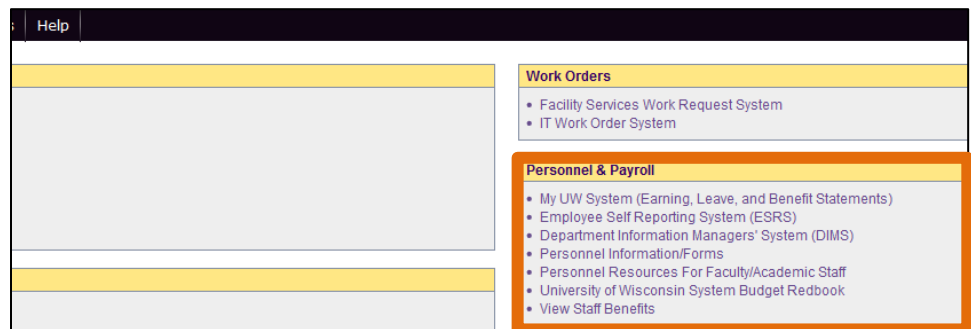 Help
Work Orders
• Facility Services Work Request System
• IT Work Order System
Personnel & Payroll
• My UW System (Earning, Leave, and Benefit Statements)
• Employee Self Reporting System (ESRS)
• Department Information Managers' System (DIMS)
• Personnel Information/Forms
• Personnel Resources For Faculty/Academic Staff
• University of Wisconsin System Budget Redbook
• View Staff Benefits